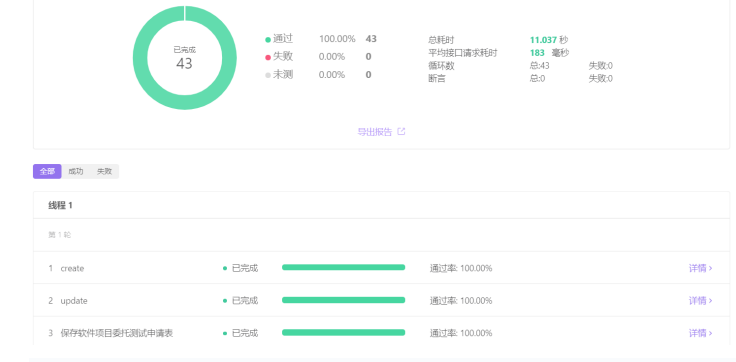 已完成
43
通过 100.00% 43
失败 0.00% 0
未测 0.00% 0
总耗时 11.037 秒
平均接口请求耗时 183 毫秒
循环数 总:43 失败:0
断言 总:0 失败:0
导出报告
全部 成功 失败
线程 1
第 1 轮
1 create 已完成 通过率: 100.00% 详情 >
2 update 已完成 通过率: 100.00% 详情 >
3 保存软件项目委托测试申请表 已完成 通过率: 100.00% 详情 >